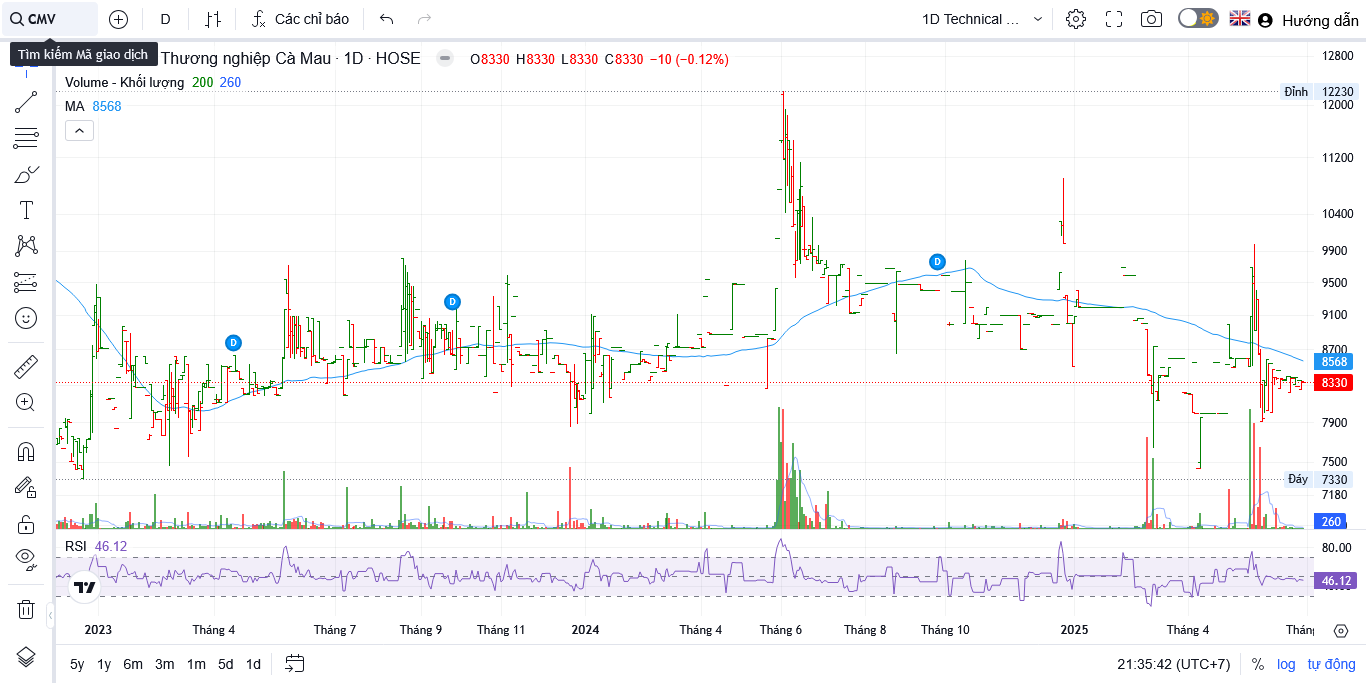 CMV D Các chỉ báo 1D Technical ... Hướng dẫn
Tìm kiếm Mã giao dịch
Thương nghiệp Cà Mau · 1D · HOSE O8330 H8330 L8330 C8330 −10 (−0.12%)
Volume - Khối lượng 200 260
MA 8568
12800
Đỉnh 12230
12000
11200
10400
9900
9500
9100
8700
8568
8330
7900
7500
Đáy 7330
7180
260
D
D
D
RSI 46.12
80.00
46.12
2023 Tháng 4 Tháng 7 Tháng 9 Tháng 11 2024 Tháng 4 Tháng 6 Tháng 8 Tháng 10 2025 Tháng 4
5y 1y 6m 3m 1m 5d 1d 21:35:42 (UTC+7) % log tự động